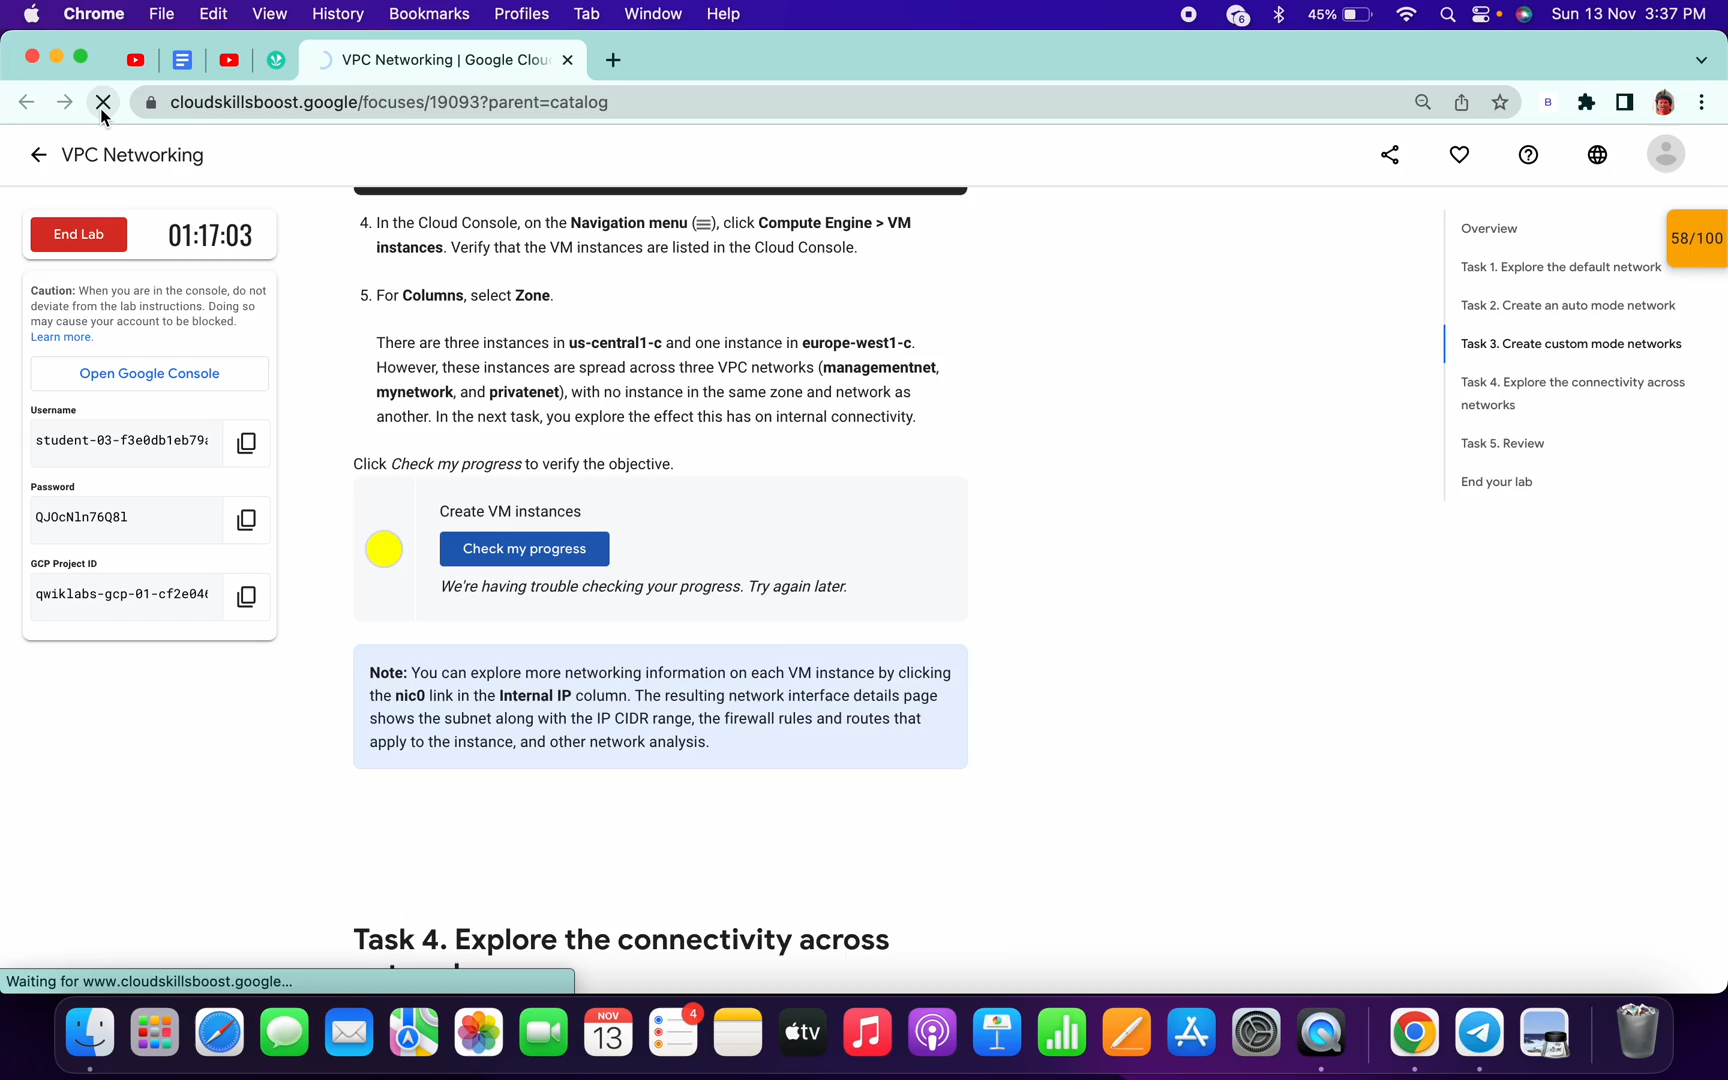 Chrome File Edit View History Bookmarks Profiles Tab Window Help 6 45% Sun 13 Nov 3:37 PM
VPC Networking | Google Clou
cloudskillsboost.google/focuses/19093?parent=catalog
B
VPC Networking
End Lab 01:17:03
Caution: When you are in the console, do not
deviate from the lab instructions. Doing so
may cause your account to be blocked.
Learn more.
Open Google Console
Username
student-03-f3e0db1eb79
Password
QJOcNln76Q8l
GCP Project ID
qwiklabs-gcp-01-cf2e04
4. In the Cloud Console, on the Navigation menu (), click Compute Engine > VM
instances. Verify that the VM instances are listed in the Cloud Console.
5. For Columns, select Zone.
There are three instances in us-central1-c and one instance in europe-west1-c.
However, these instances are spread across three VPC networks (managementnet,
mynetwork, and privatenet), with no instance in the same zone and network as
another. In the next task, you explore the effect this has on internal connectivity.
Click Check my progress to verify the objective.
Create VM instances
Check my progress
We're having trouble checking your progress. Try again later.
Note: You can explore more networking information on each VM instance by clicking
the nic0 link in the Internal IP column. The resulting network interface details page
shows the subnet along with the IP CIDR range, the firewall rules and routes that
apply to the instance, and other network analysis.
Task 4. Explore the connectivity across
Overview
58/100
Task 1. Explore the default network
Task 2. Create an auto mode network
Task 3. Create custom mode networks
Task 4. Explore the connectivity across
networks
Task 5. Review
End your lab
Waiting for www.cloudskillsboost.google...
NOV
13
4
tv